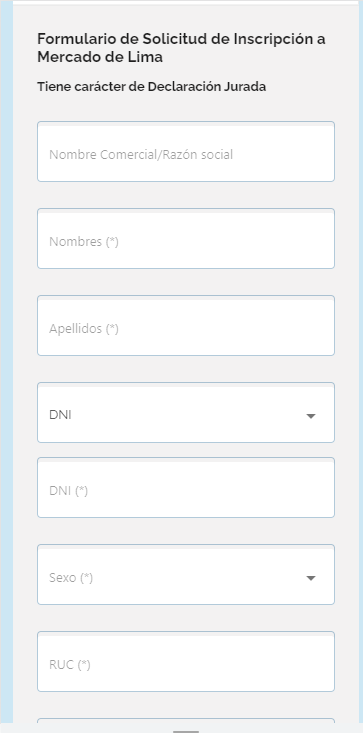 Formulario de Solicitud de Inscripción a
Mercado de Lima
Tiene carácter de Declaración Jurada
Nombre Comercial/Razón social
Nombres (*)
Apellidos (*)
DNI
DNI (*)
Sexo (*)
RUC (*)